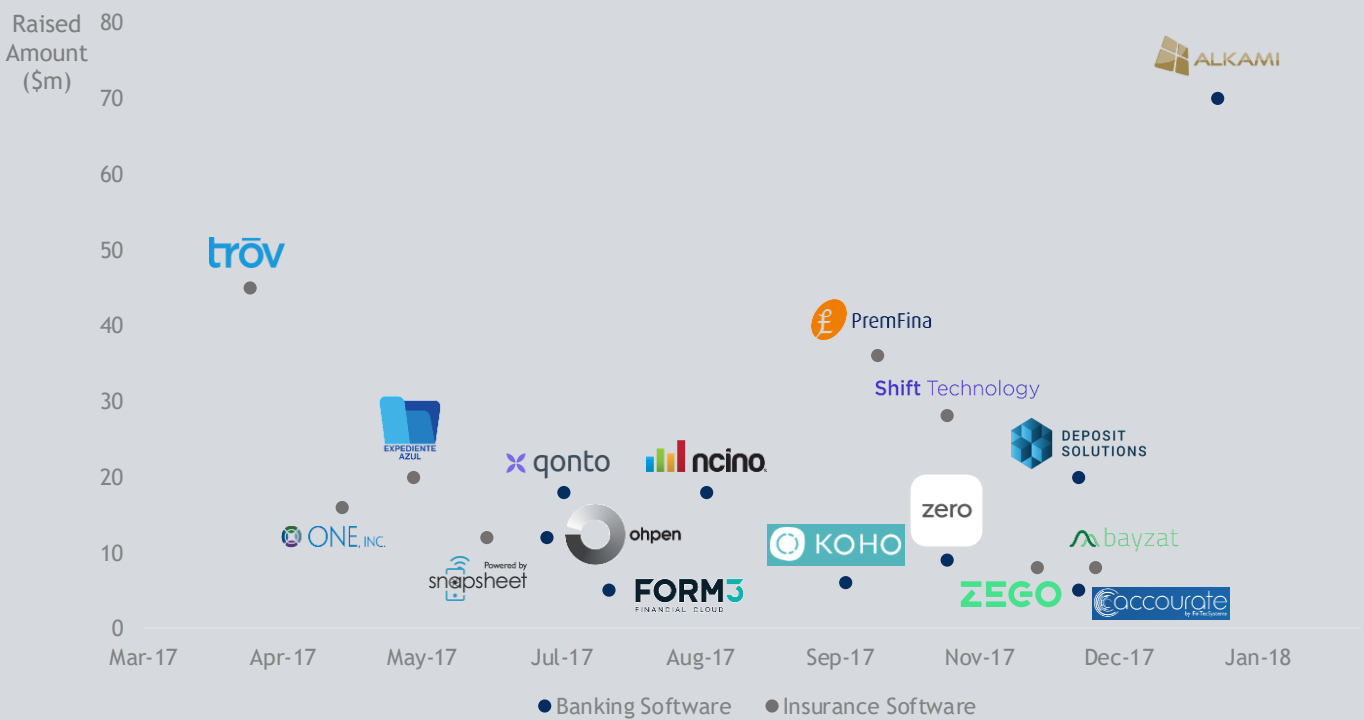 Raised
Amount
($m)
80
70
60
50
40
30
20
10
0
ALKAMI
trōv
£ PremFina
Shift Technology
EXPEDIENTE
AZUL
DEPOSIT
SOLUTIONS
qonto
ncino
zero
ONE, INC.
ohpen
KOHO
bayzat
Powered by
snapsheet
FORM3
FINANCIAL CLOUD
ZEGO
accourate
by FinTecSystems
Mar-17
Apr-17
May-17
Jul-17
Aug-17
Sep-17
Nov-17
Dec-17
Jan-18
Banking Software
Insurance Software